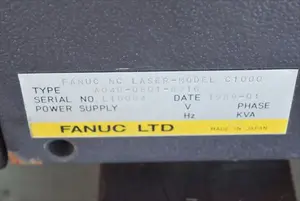 FANUC NC LASER-MODEL C1000
TYPE
SERIAL NO DATE
POWER SUPPLY V PHASE
Hz KVA
FANUC LTD MADE IN JAPAN